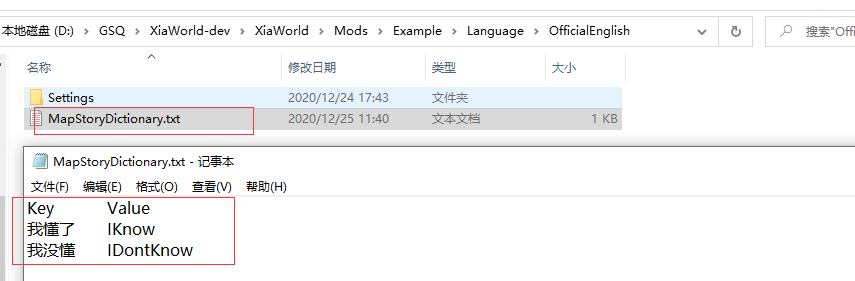 本地磁盘 (D:) > GSQ > XiaWorld-dev > XiaWorld > Mods > Example > Language > OfficialEnglish
搜索"Offi
名称 修改日期 类型 大小
Settings 2020/12/24 17:43 文件夹
MapStoryDictionary.txt 2020/12/25 11:40 文本文档 1 KB
MapStoryDictionary.txt - 记事本
文件(F) 编辑(E) 格式(O) 查看(V) 帮助(H)
Key Value
我懂了 IKnow
我没懂 IDontKnow